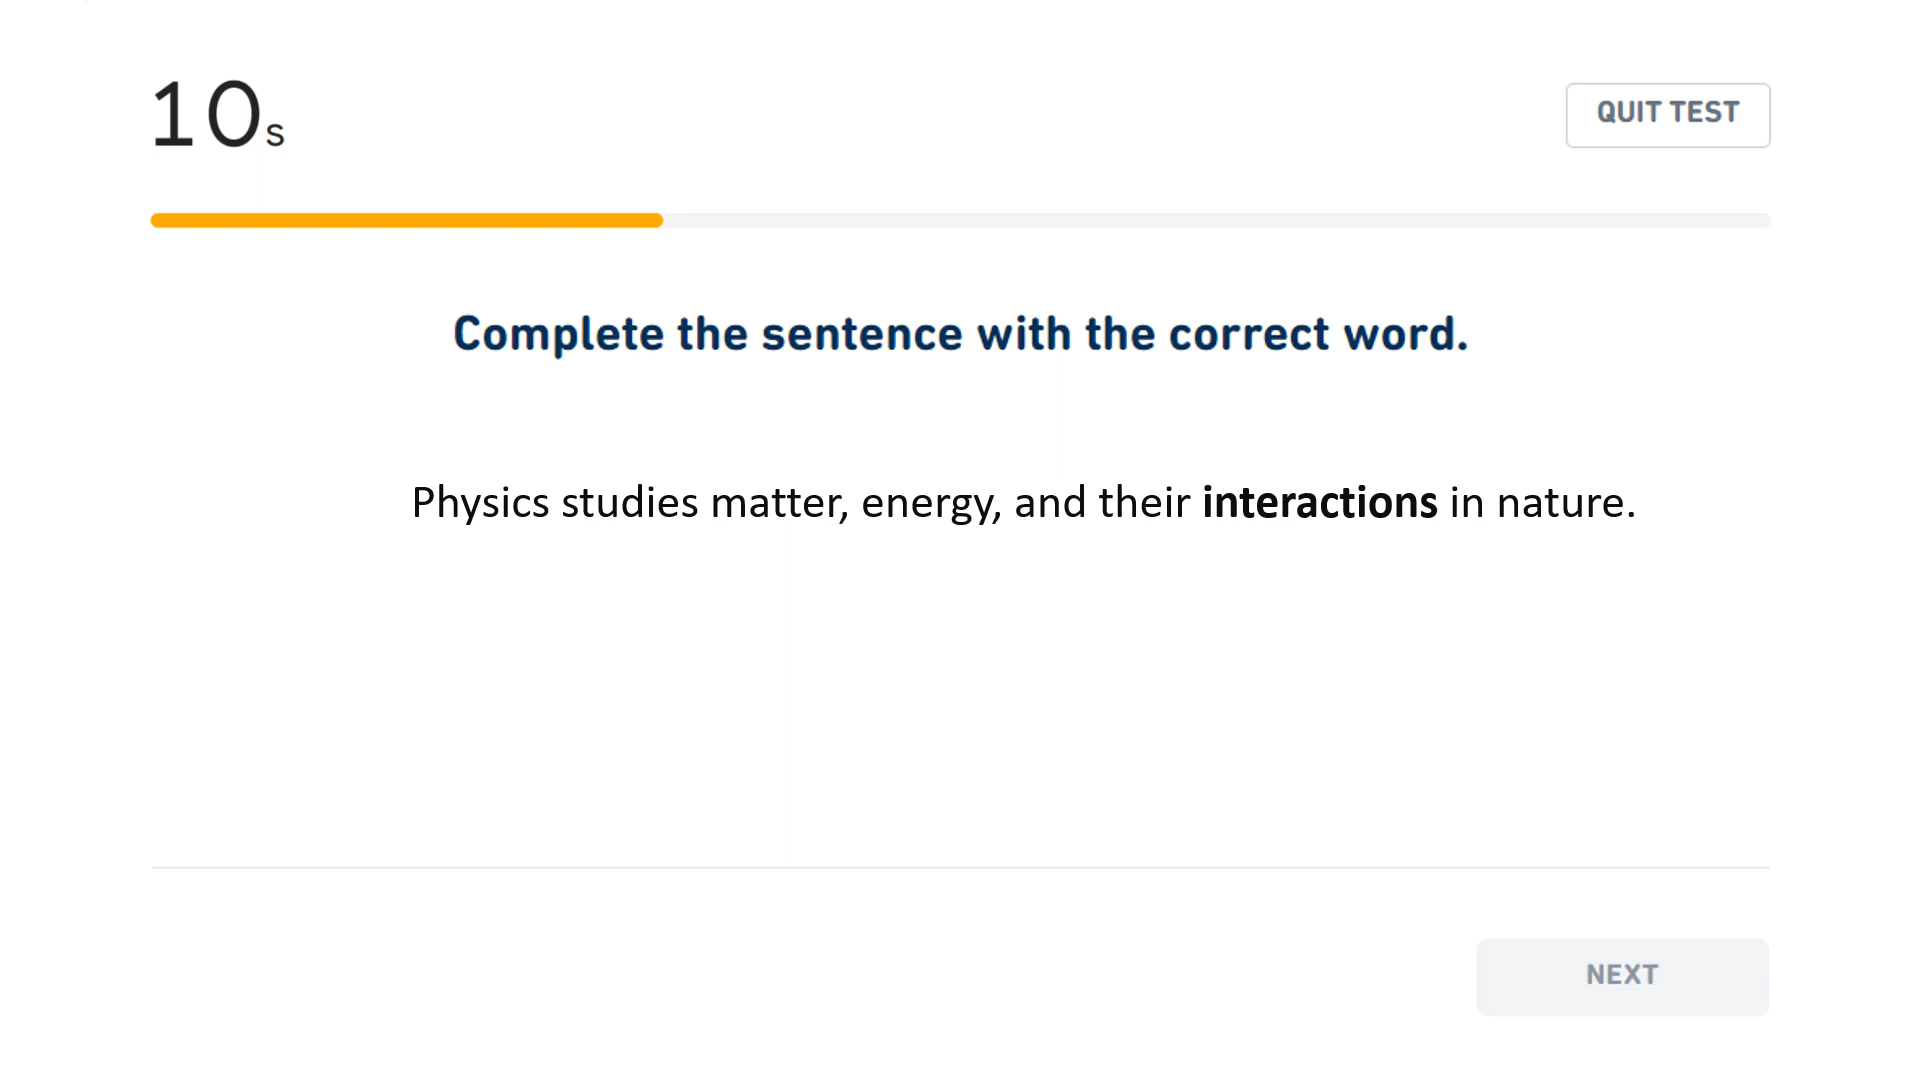 10s
QUIT TEST
Complete the sentence with the correct word.
Physics studies matter, energy, and their interactions in nature.
NEXT